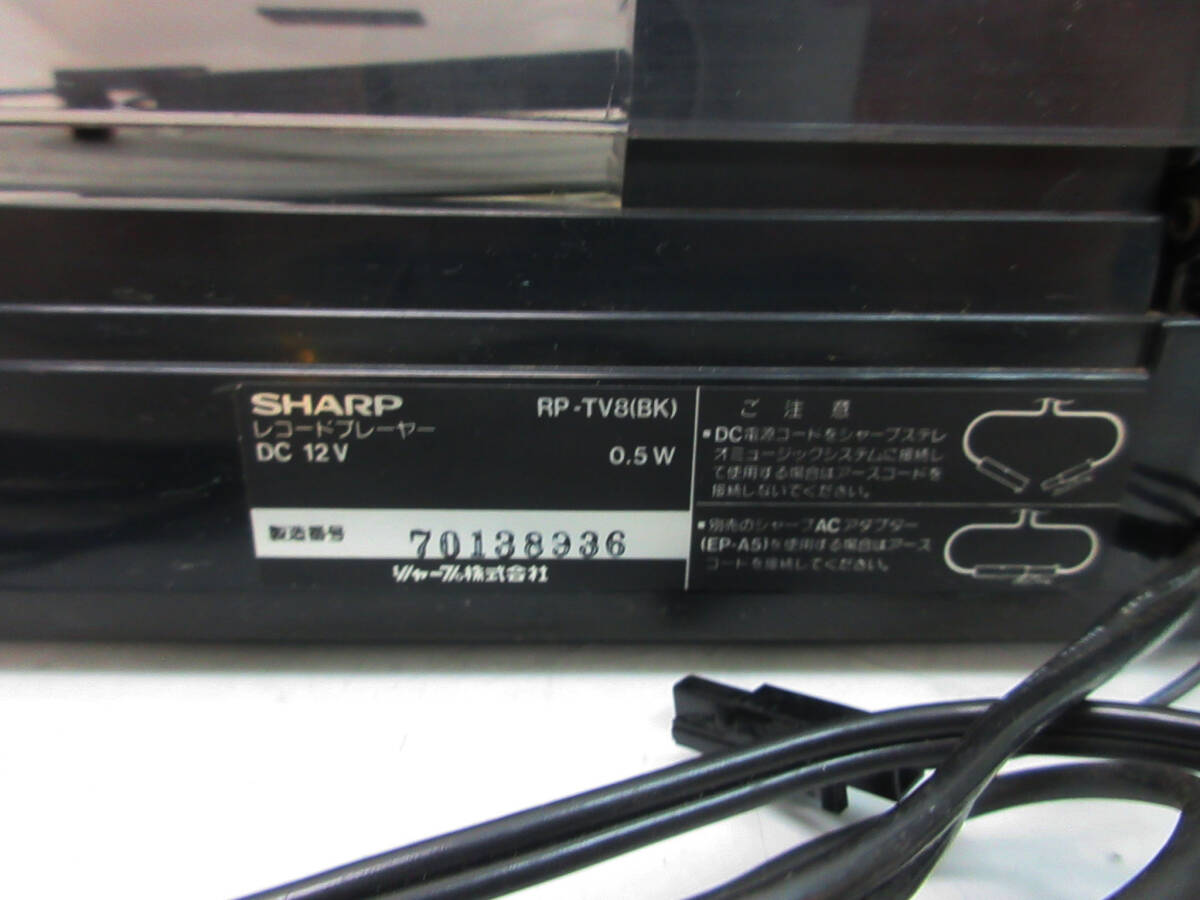 SHARP
RP-TV8(BK)
レコードプレーヤー
DC 12V
0.5W
製造番号
70138936
シャープ株式会社
ご 注 意
▪DC電源コードをシャープステレ
オミュージックシステムに接続し
て使用する場合はアースコードを
接続しないでください。
▪別売のシャープACアダプター
(EP-A5)を使用する場合はアース
コードを接続してください。